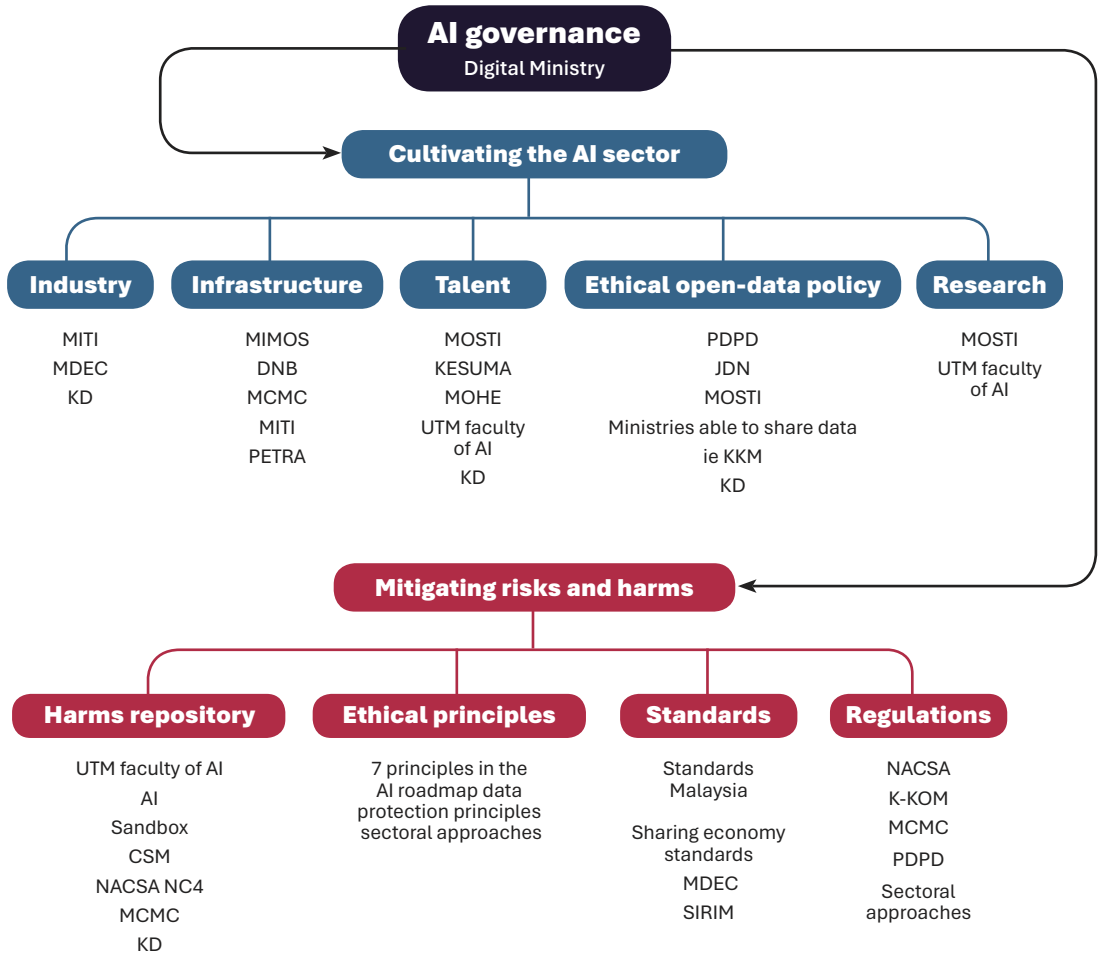 AI governance
Digital Ministry
Cultivating the AI sector
Industry
MITI
MDEC
KD
Infrastructure
MIMOS
DNB
MCMC
MITI
PETRA
Talent
MOSTI
KESUMA
MOHE
UTM faculty
of AI
KD
Ethical open-data policy
PDPD
JDN
MOSTI
Ministries able to share data
ie KKM
KD
Research
MOSTI
UTM faculty
of AI
Mitigating risks and harms
Harms repository
UTM faculty of AI
AI
Sandbox
CSM
NACSA NC4
MCMC
KD
Ethical principles
7 principles in the
AI roadmap data
protection principles
sectoral approaches
Standards
Standards
Malaysia
Sharing economy
standards
MDEC
SIRIM
Regulations
NACSA
K-KOM
MCMC
PDPD
Sectoral
approaches